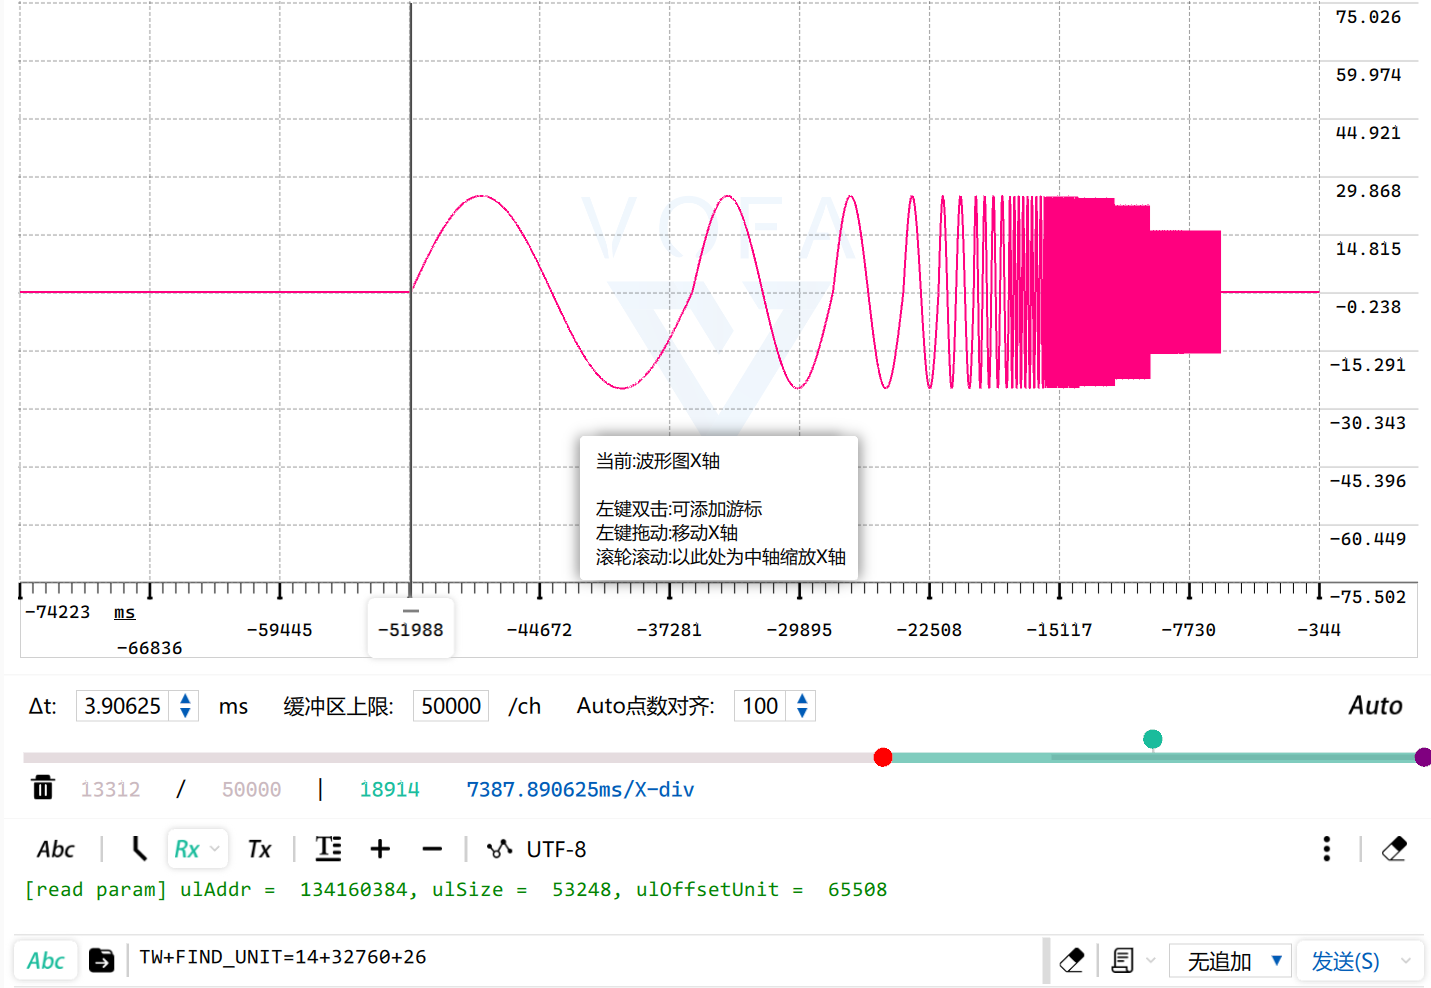 75.026
59.974
44.921
29.868
VOFA
14.815
-0.238
-15.291
-30.343
当前:波形图X轴
-45.396
左键双击:可添加游标
左键拖动:移动X轴
-60.449
滚轮滚动:以此处为中轴缩放X轴
-75.502
-74223 ms
-66836 -59445 -51988 -44672 -37281 -29895 -22508 -15117 -7730 -344
Δt: 3.90625 ms 缓冲区上限: 50000 /ch Auto点数对齐: 100 Auto
13312 / 50000 | 18914 7387.890625ms/X-div
Abc Rx Tx UTF-8
[read param] ulAddr = 134160384, ulSize = 53248, ulOffsetUnit = 65508
Abc TW+FIND_UNIT=14+32760+26 无追加 发送(S)